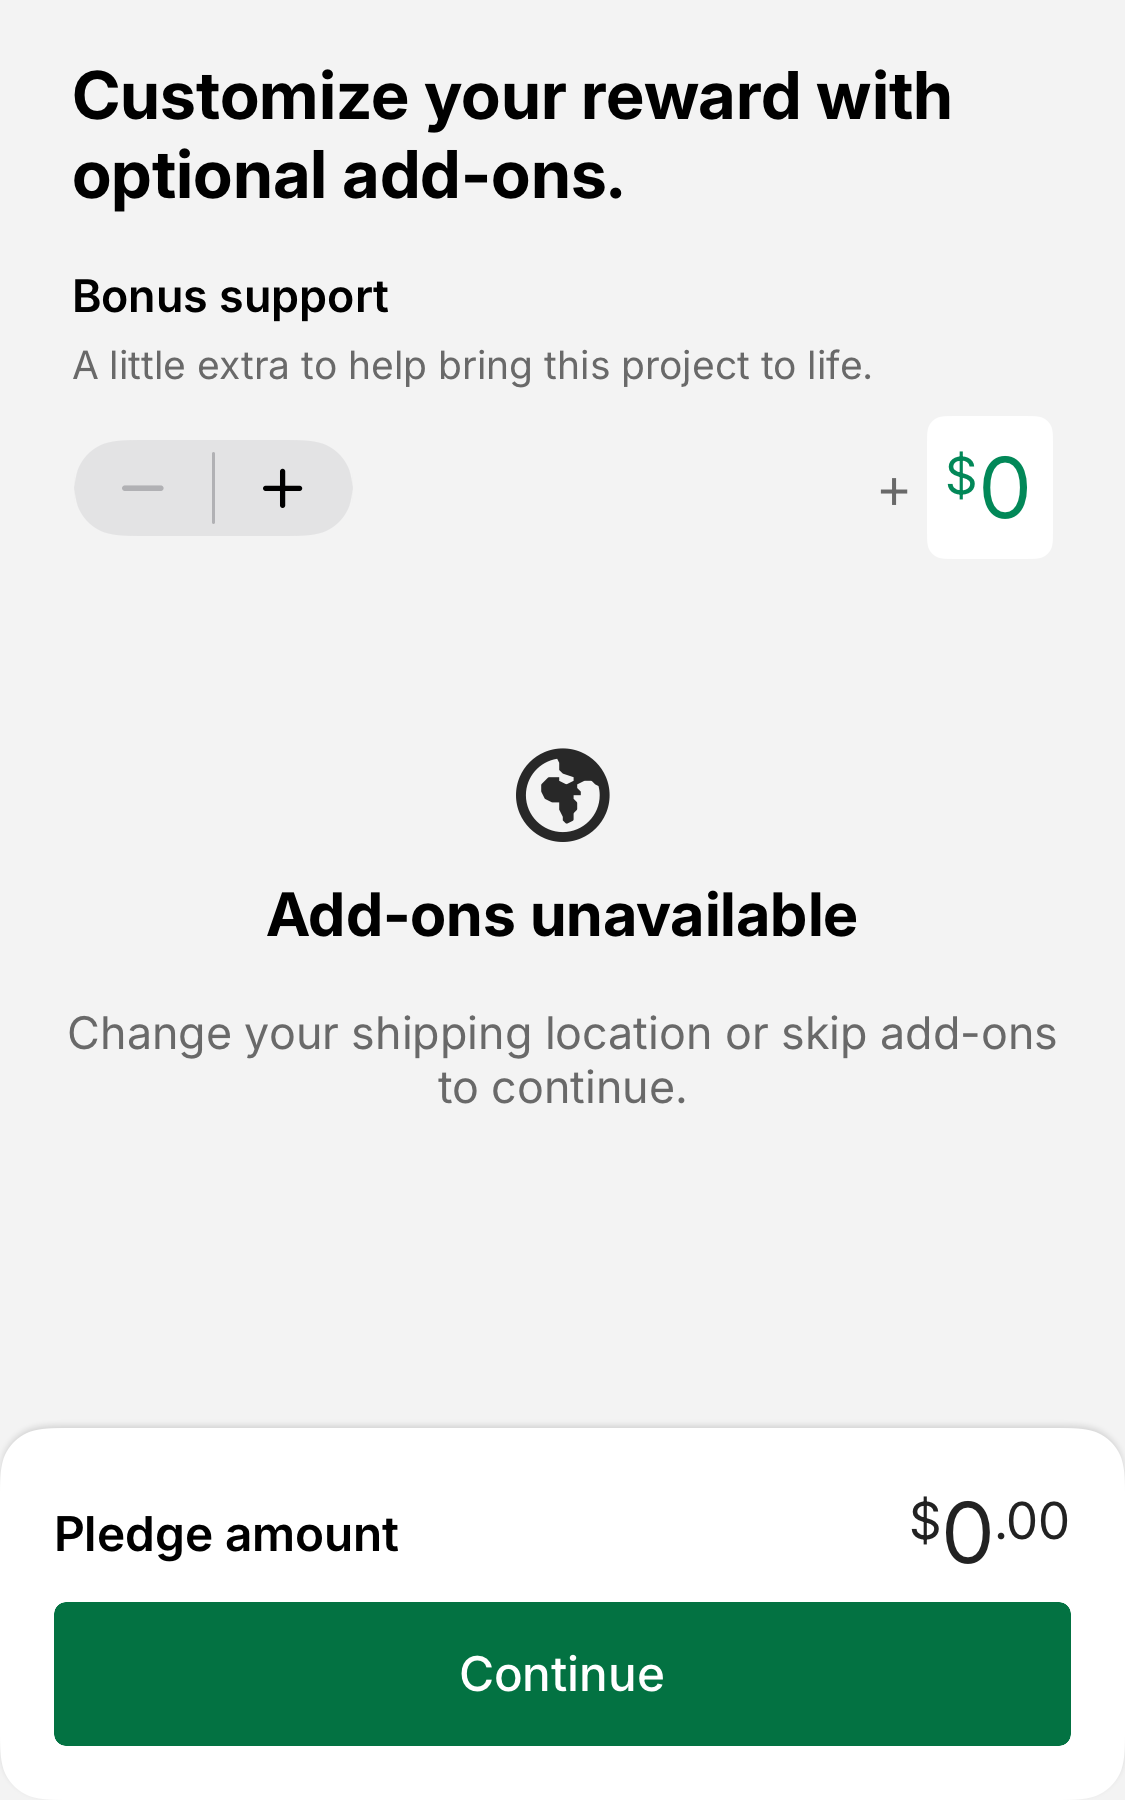 Customize your reward with
optional add-ons.
Bonus support
A little extra to help bring this project to life.
+ $0
Add-ons unavailable
Change your shipping location or skip add-ons
to continue.
Pledge amount $0.00
Continue